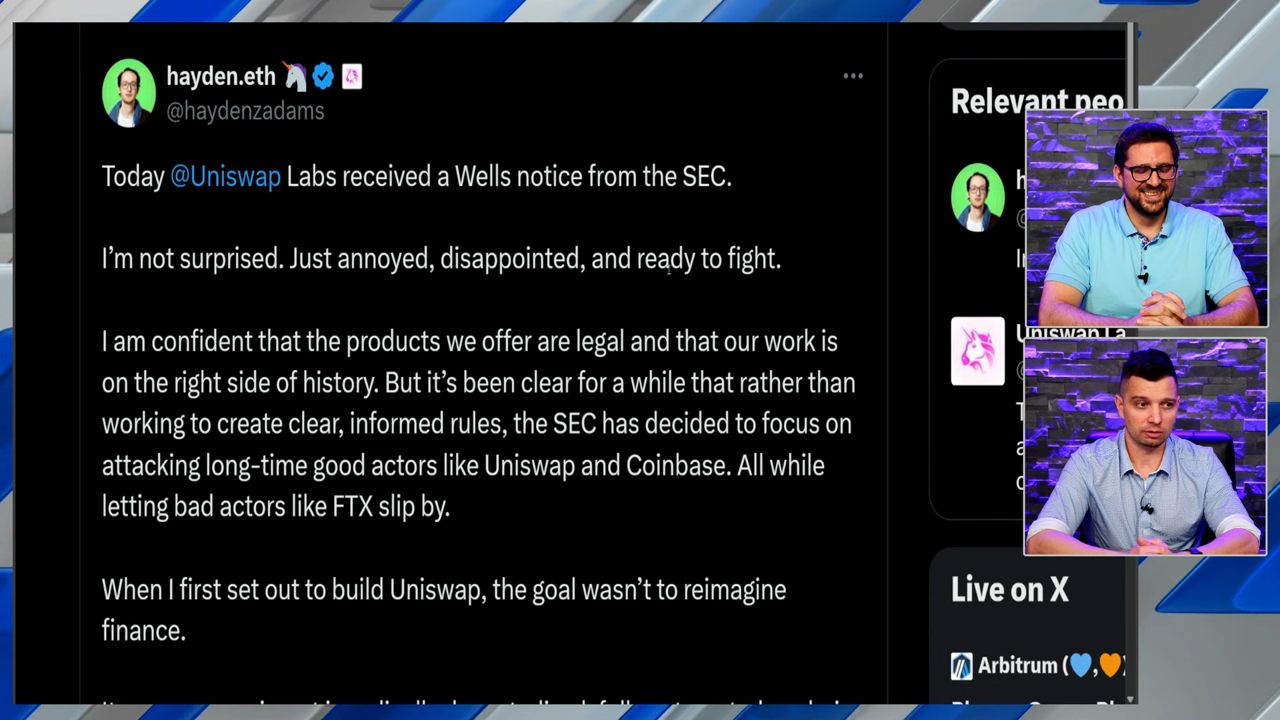 hayden.eth
@haydenzadams
Today @Uniswap Labs received a Wells notice from the SEC.
I'm not surprised. Just annoyed, disappointed, and ready to fight.
I am confident that the products we offer are legal and that our work is
on the right side of history. But it's been clear for a while that rather than
working to create clear, informed rules, the SEC has decided to focus on
attacking long-time good actors like Uniswap and Coinbase. All while
letting bad actors like FTX slip by.
When I first set out to build Uniswap, the goal wasn't to reimagine
finance.
Relevant peo
Uniswap La
Live on X
Arbitrum (💙,🧡)